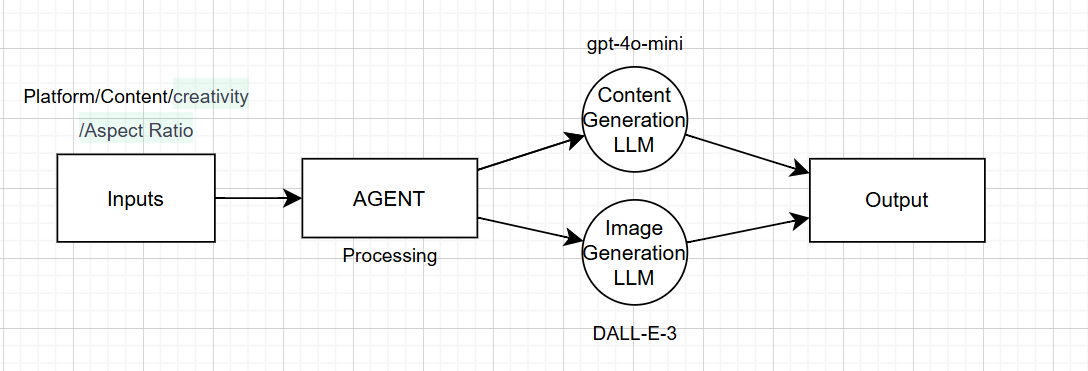 gpt-4o-mini
Platform/Content/creativity
/Aspect Ratio
Inputs
AGENT
Processing
Content
Generation
LLM
Image
Generation
LLM
DALL-E-3
Output